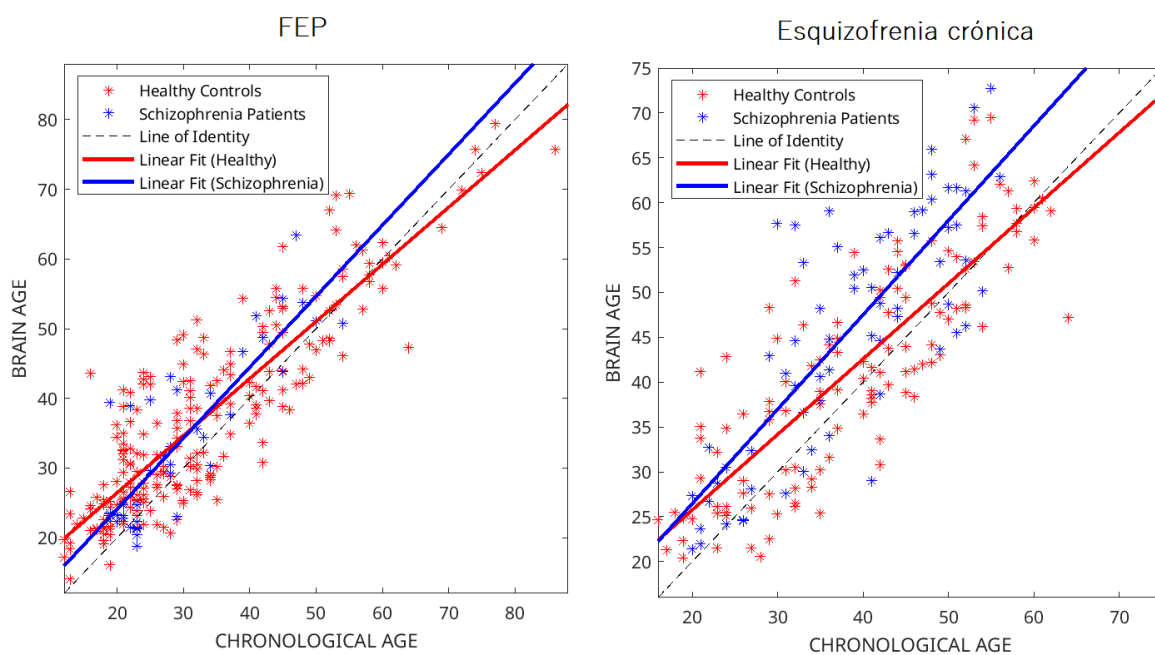 FEP
Healthy Controls
Schizophrenia Patients
Line of Identity
Linear Fit (Healthy)
Linear Fit (Schizophrenia)
80
70
60
50
40
30
20
BRAIN AGE
20 30 40 50 60 70 80
CHRONOLOGICAL AGE
Esquizofrenia crónica
Healthy Controls
Schizophrenia Patients
Line of Identity
Linear Fit (Healthy)
Linear Fit (Schizophrenia)
75
70
65
60
55
50
45
40
35
30
25
20
BRAIN AGE
20 30 40 50 60 70
CHRONOLOGICAL AGE